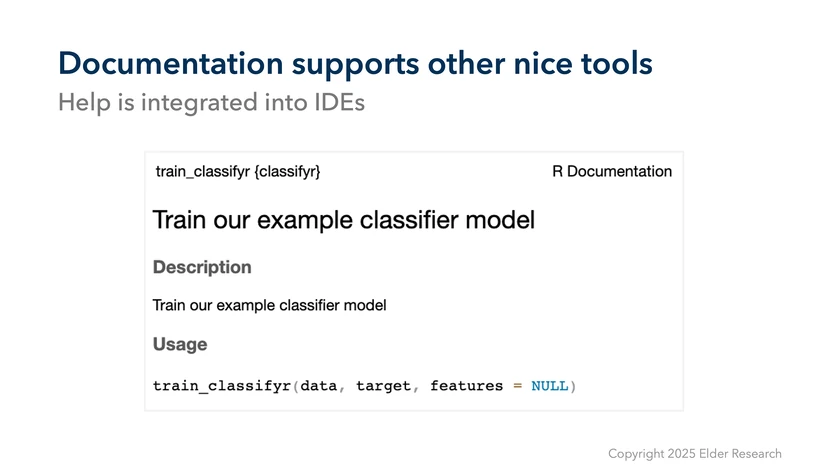 Documentation supports other nice tools
Help is integrated into IDEs
train_classifyr {classifyr} R Documentation
Train our example classifier model
Description
Train our example classifier model
Usage
train_classifyr(data, target, features = NULL)
Copyright 2025 Elder Research